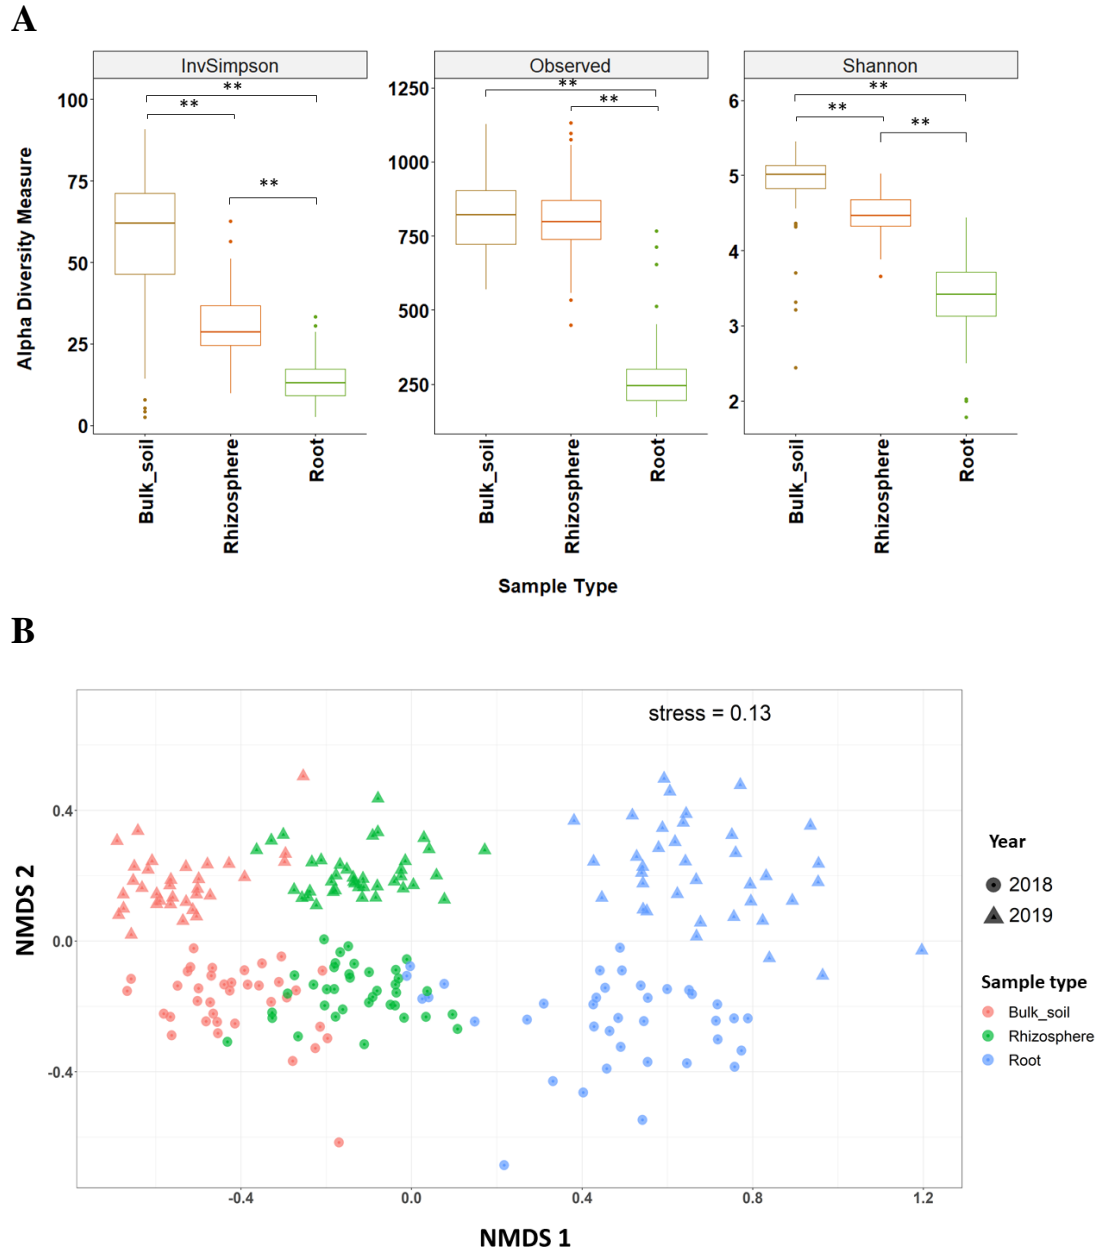 A
InvSimpson Observed Shannon
** ** ** ** ** ** ** **
Alpha Diversity Measure
100
75
50
25
0
1250
1000
750
500
250
6
5
4
3
2
Bulk_soil Rhizosphere Root Bulk_soil Rhizosphere Root Bulk_soil Rhizosphere Root
Sample Type
B
stress = 0.13
NMDS 2
0.4
0.0
-0.4
-0.4 0.0 0.4 0.8 1.2
NMDS 1
Year
2018
2019
Sample type
Bulk_soil
Rhizosphere
Root